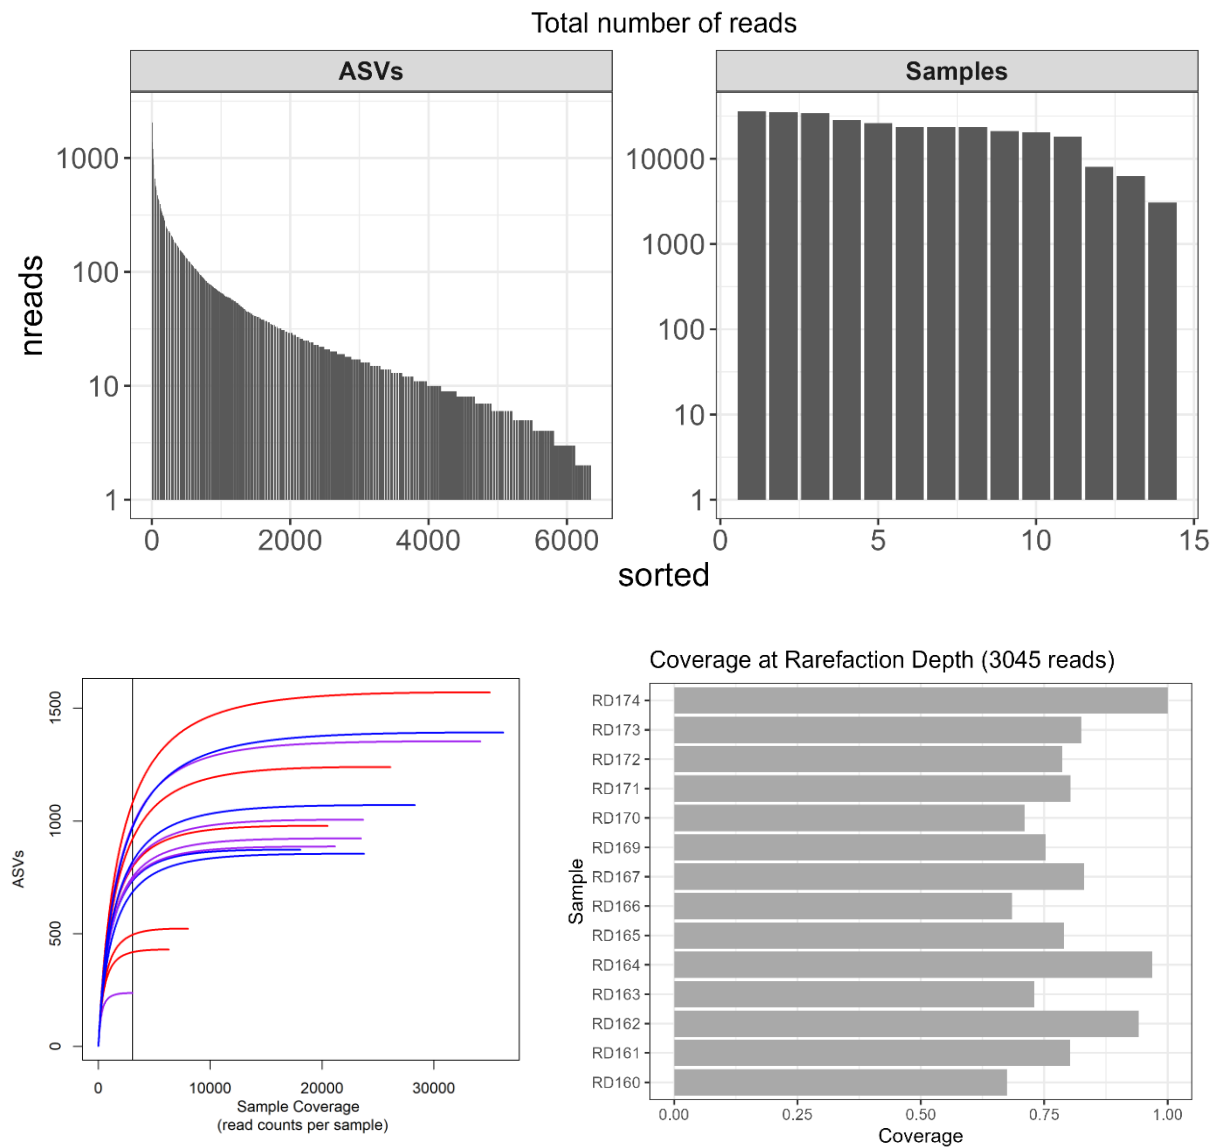 Total number of reads
ASVs
Samples
nreads
1000
100
10
1
0
2000
4000
6000
10000
1000
100
10
1
0
5
10
15
sorted
ASVs
1500
1000
500
0
0
10000
20000
30000
Sample Coverage
(read counts per sample)
Coverage at Rarefaction Depth (3045 reads)
Sample
RD174
RD173
RD172
RD171
RD170
RD169
RD167
RD166
RD165
RD164
RD163
RD162
RD161
RD160
0.00
0.25
0.50
0.75
1.00
Coverage